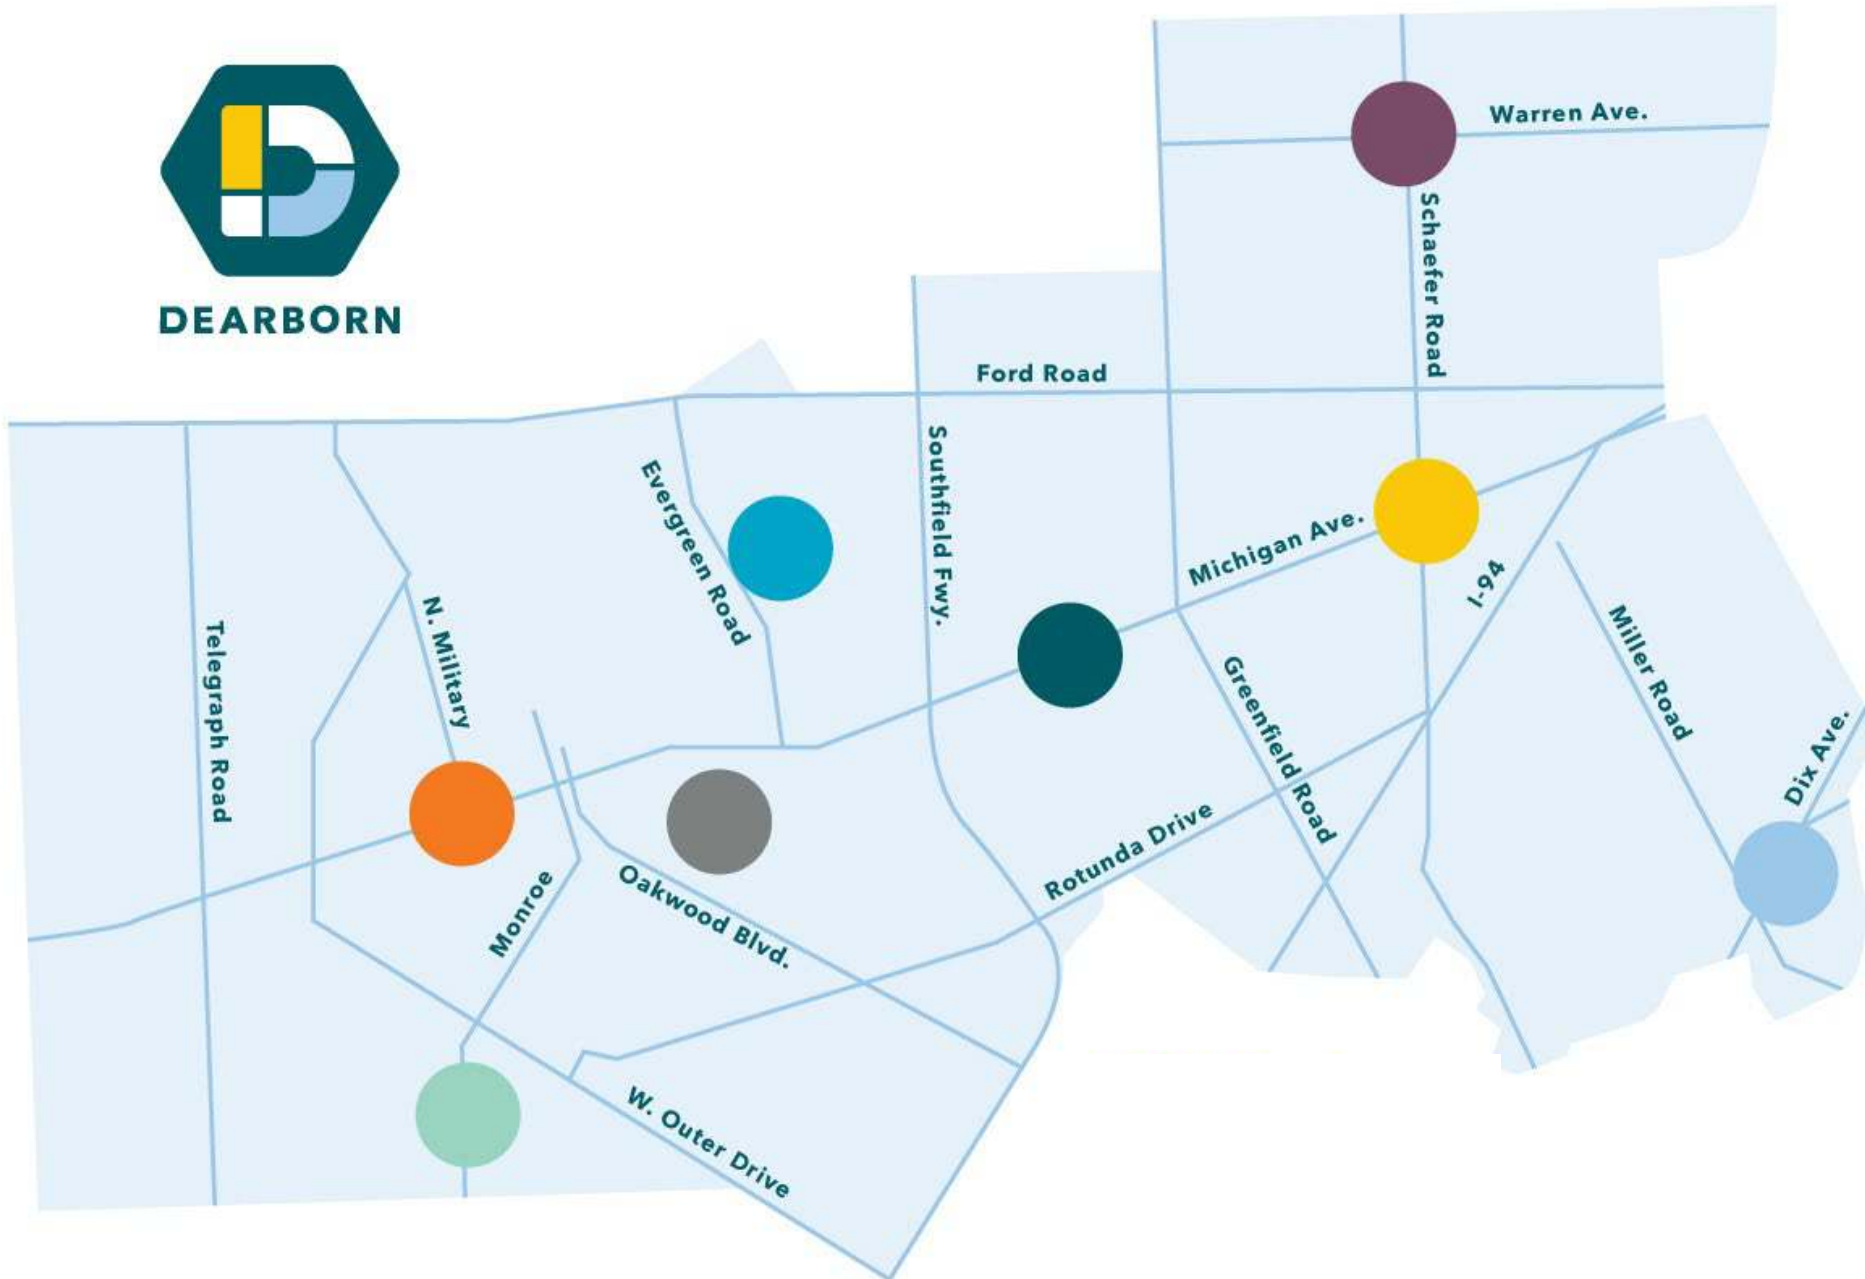 Warren Ave.
DEARBORN
Schaefer Road
Ford Road
Southfield Fwy.
Evergreen Road
Michigan Ave.
I-94
N. Military
Telegraph Road
Miller Road
Greenfield Road
Dix Ave.
Rotunda Drive
Monroe
Oakwood Blvd.
W. Outer Drive